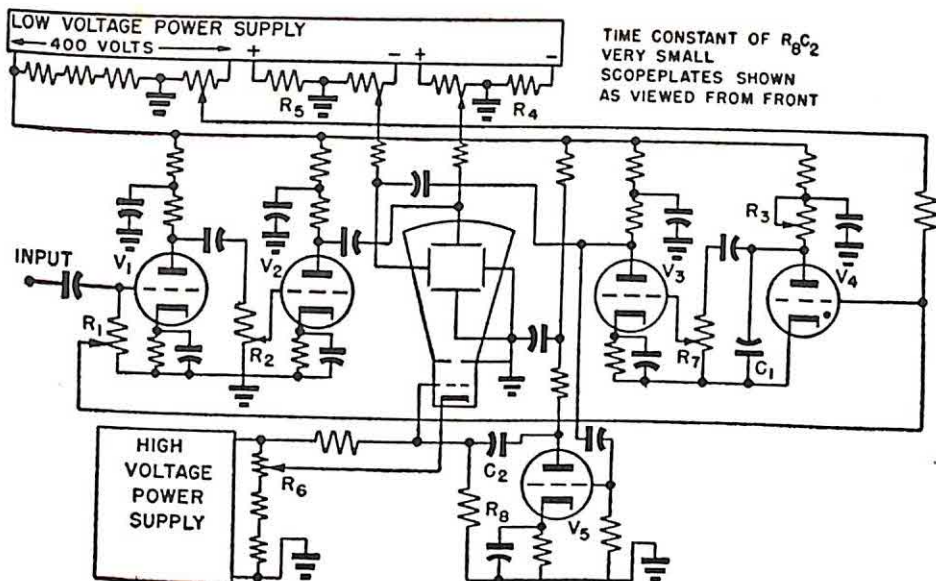 LOW VOLTAGE POWER SUPPLY
400 VOLTS
+ - + -
TIME CONSTANT OF R8C2
VERY SMALL
SCOPEPLATES SHOWN
AS VIEWED FROM FRONT
R5
R4
R3
V1
V2
V3
V4
INPUT
R1
R2
R7
C1
HIGH
VOLTAGE
POWER
SUPPLY
R6
C2
R8
V5